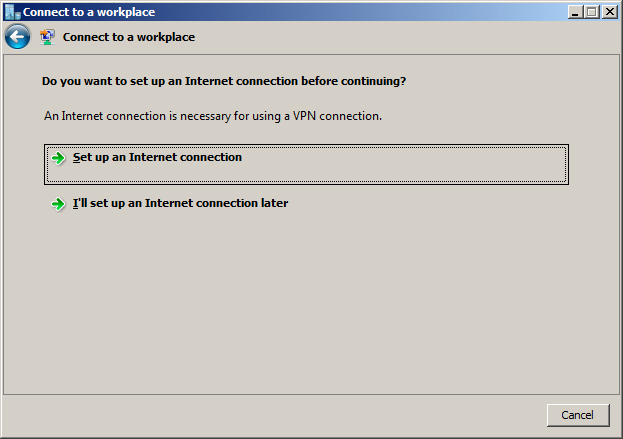 Connect to a workplace
Connect to a workplace
Do you want to set up an Internet connection before continuing?
An Internet connection is necessary for using a VPN connection.
Set up an Internet connection
I'll set up an Internet connection later
Cancel